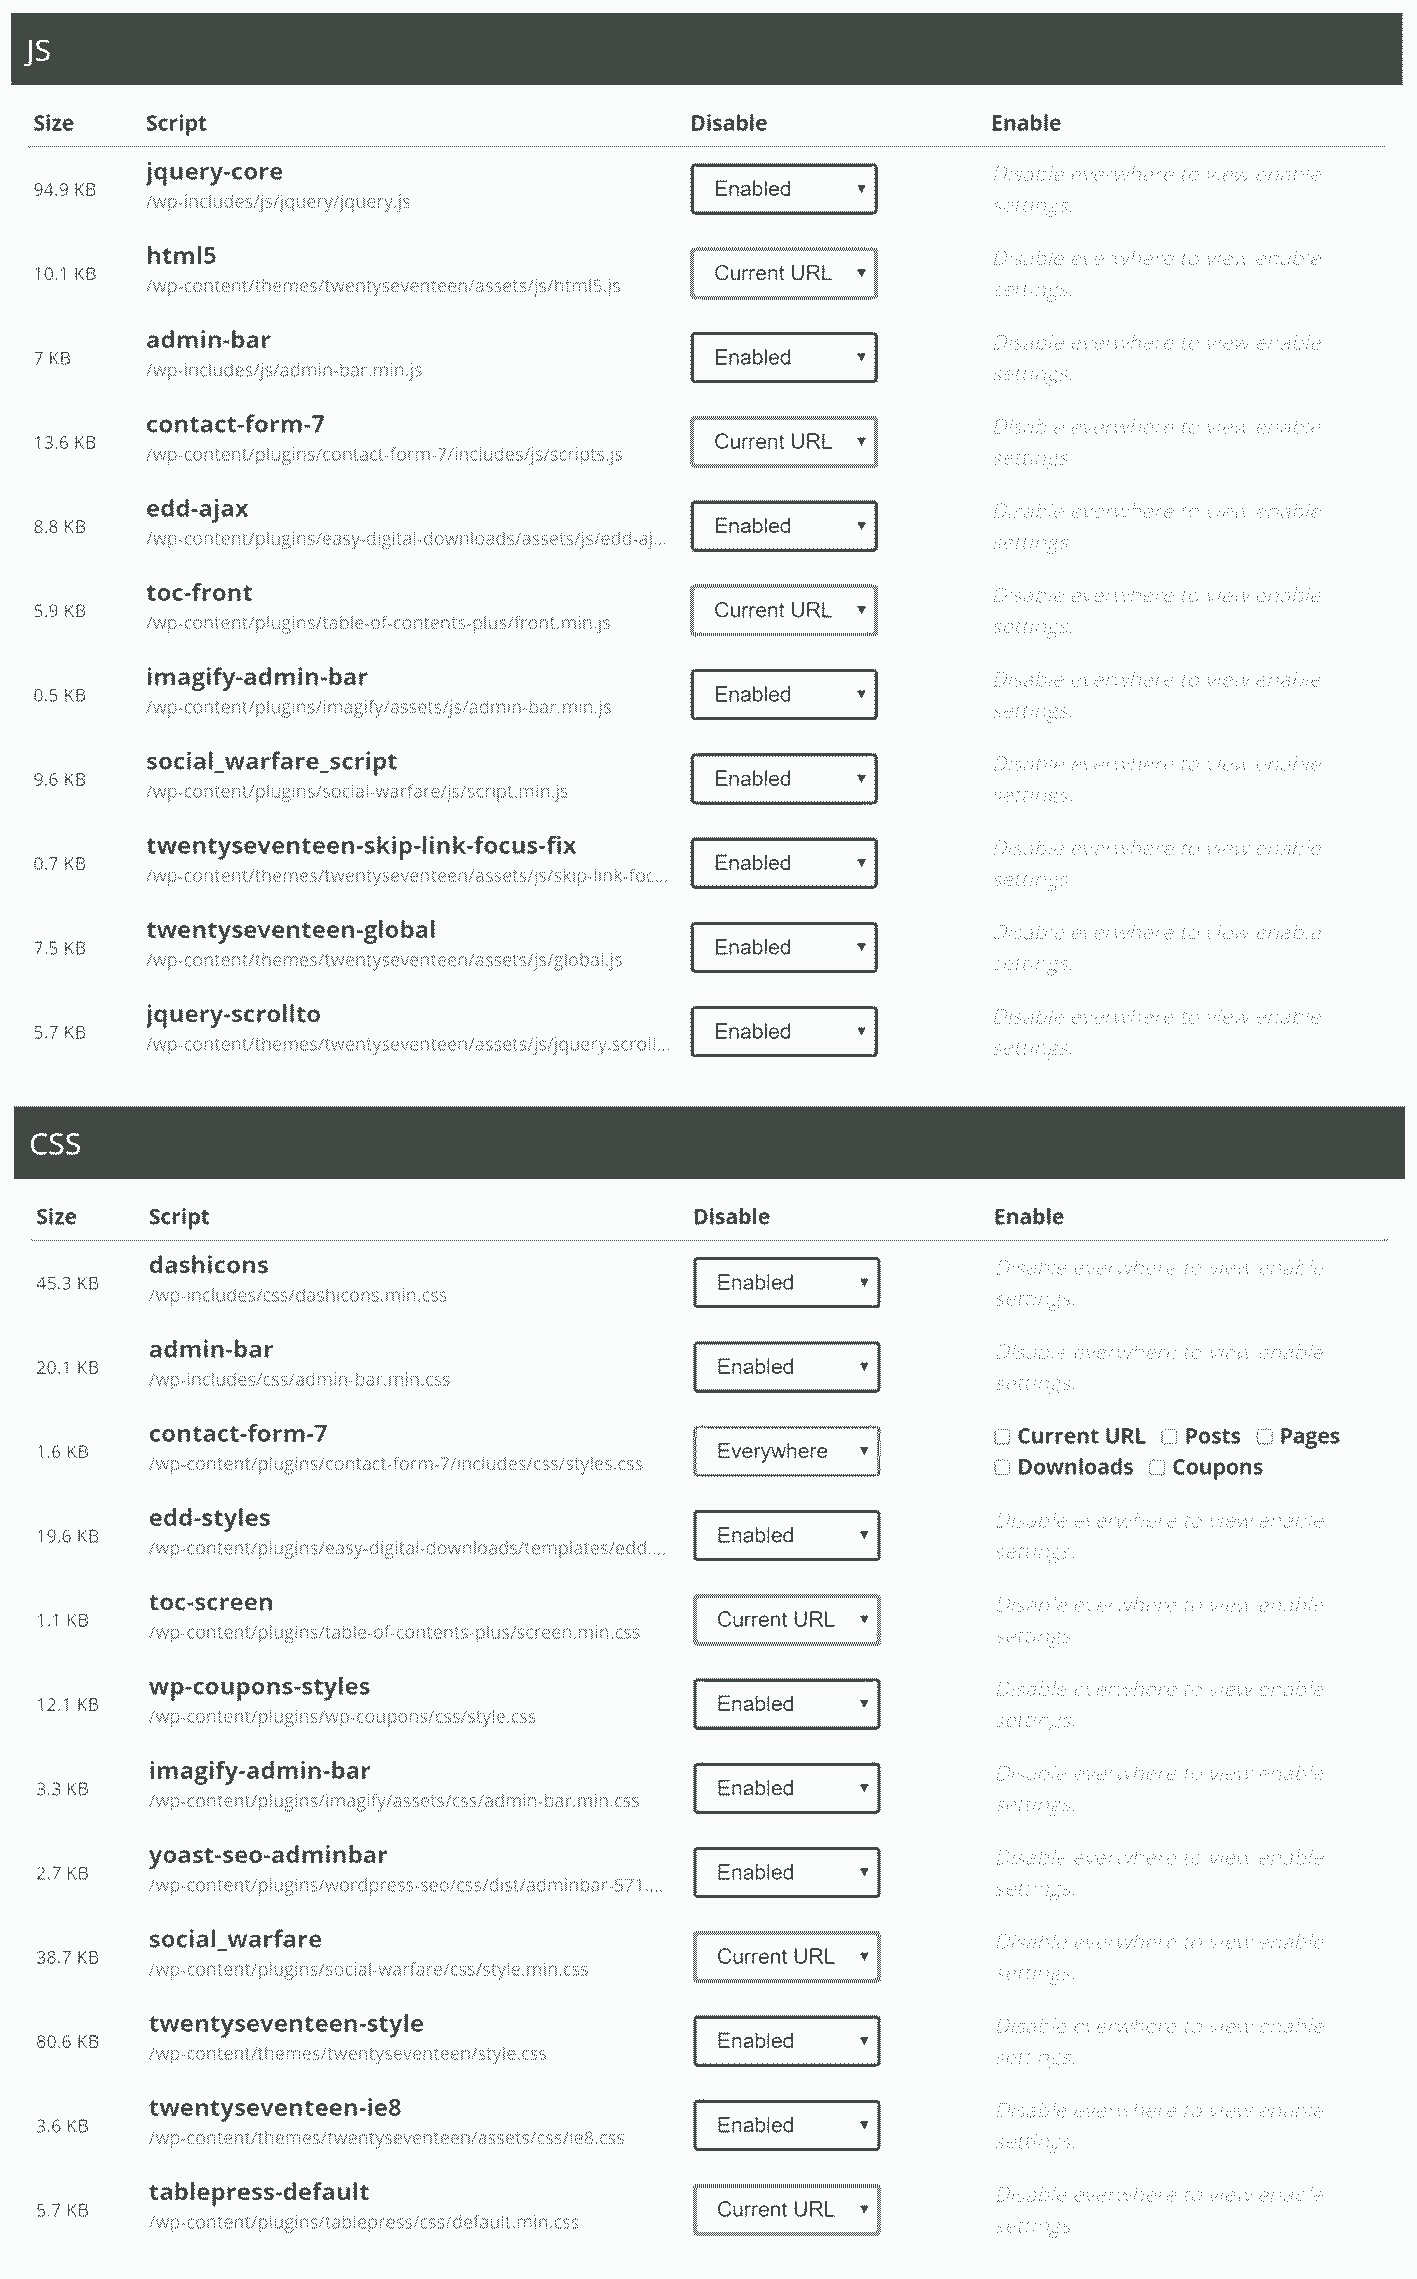 JS
Size Script Disable Enable
jquery-core
94.9 KB Enabled Disable everywhere to view enable
/wp-includes/js/jquery/jquery.js settings.
html5
10.1 KB Current URL Disable everywhere to view enable
/wp-content/themes/twentyseventeen/assets/js/html5.js settings.
admin-bar
7 KB Enabled Disable everywhere to view enable
/wp-includes/js/admin-bar.min.js settings.
contact-form-7
13.6 KB Current URL Disable everywhere to view enable
/wp-content/plugins/contact-form-7/includes/js/scripts.js settings.
edd-ajax
8.8 KB Enabled Disable everywhere to view enable
/wp-content/plugins/easy-digital-downloads/assets/js/edd-aj... settings.
toc-front
5.9 KB Current URL Disable everywhere to view enable
/wp-content/plugins/table-of-contents-plus/front.min.js settings.
imagify-admin-bar
0.5 KB Enabled Disable everywhere to view enable
/wp-content/plugins/imagify/assets/js/admin-bar.min.js settings.
social_warfare_script
9.6 KB Enabled Disable everywhere to view enable
/wp-content/plugins/social-warfare/js/script.min.js settings.
twentyseventeen-skip-link-focus-fix
0.7 KB Enabled Disable everywhere to view enable
/wp-content/themes/twentyseventeen/assets/js/skip-link-foc... settings.
twentyseventeen-global
7.5 KB Enabled Disable everywhere to view enable
/wp-content/themes/twentyseventeen/assets/js/global.js settings.
jquery-scrollto
5.7 KB Enabled Disable everywhere to view enable
/wp-content/themes/twentyseventeen/assets/js/jquery.scroll... settings.
CSS
Size Script Disable Enable
dashicons
45.3 KB Enabled Disable everywhere to view enable
/wp-includes/css/dashicons.min.css settings.
admin-bar
20.1 KB Enabled Disable everywhere to view enable
/wp-includes/css/admin-bar.min.css settings.
contact-form-7 Current URL Posts Pages
1.6 KB Everywhere
/wp-content/plugins/contact-form-7/includes/css/styles.css Downloads Coupons
edd-styles
19.6 KB Enabled Disable everywhere to view enable
/wp-content/plugins/easy-digital-downloads/templates/edd.... settings.
toc-screen
1.1 KB Current URL Disable everywhere to view enable
/wp-content/plugins/table-of-contents-plus/screen.min.css settings.
wp-coupons-styles
12.1 KB Enabled Disable everywhere to view enable
/wp-content/plugins/wp-coupons/css/style.css settings.
imagify-admin-bar
3.3 KB Enabled Disable everywhere to view enable
/wp-content/plugins/imagify/assets/css/admin-bar.min.css settings.
yoast-seo-adminbar
2.7 KB Enabled Disable everywhere to view enable
/wp-content/plugins/wordpress-seo/css/dist/adminbar-571.... settings.
social_warfare
38.7 KB Current URL Disable everywhere to view enable
/wp-content/plugins/social-warfare/css/style.min.css settings.
twentyseventeen-style
80.6 KB Enabled Disable everywhere to view enable
/wp-content/themes/twentyseventeen/style.css settings.
twentyseventeen-ie8
3.6 KB Enabled Disable everywhere to view enable
/wp-content/themes/twentyseventeen/assets/css/ie8.css settings.
tablepress-default
5.7 KB Current URL Disable everywhere to view enable
/wp-content/plugins/tablepress/css/default.min.css settings.